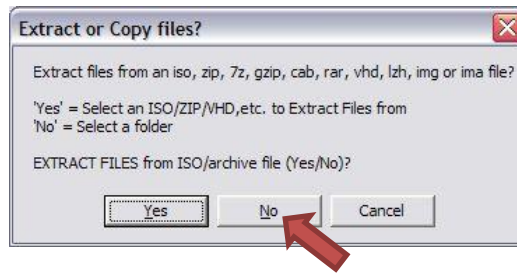 Extract or Copy files?
Extract files from an iso, zip, 7z, gzip, cab, rar, vhd, lzh, img or ima file?
'Yes' = Select an ISO/ZIP/VHD,etc. to Extract Files from
'No' = Select a folder
EXTRACT FILES from ISO/archive file (Yes/No)?
Yes
No
Cancel